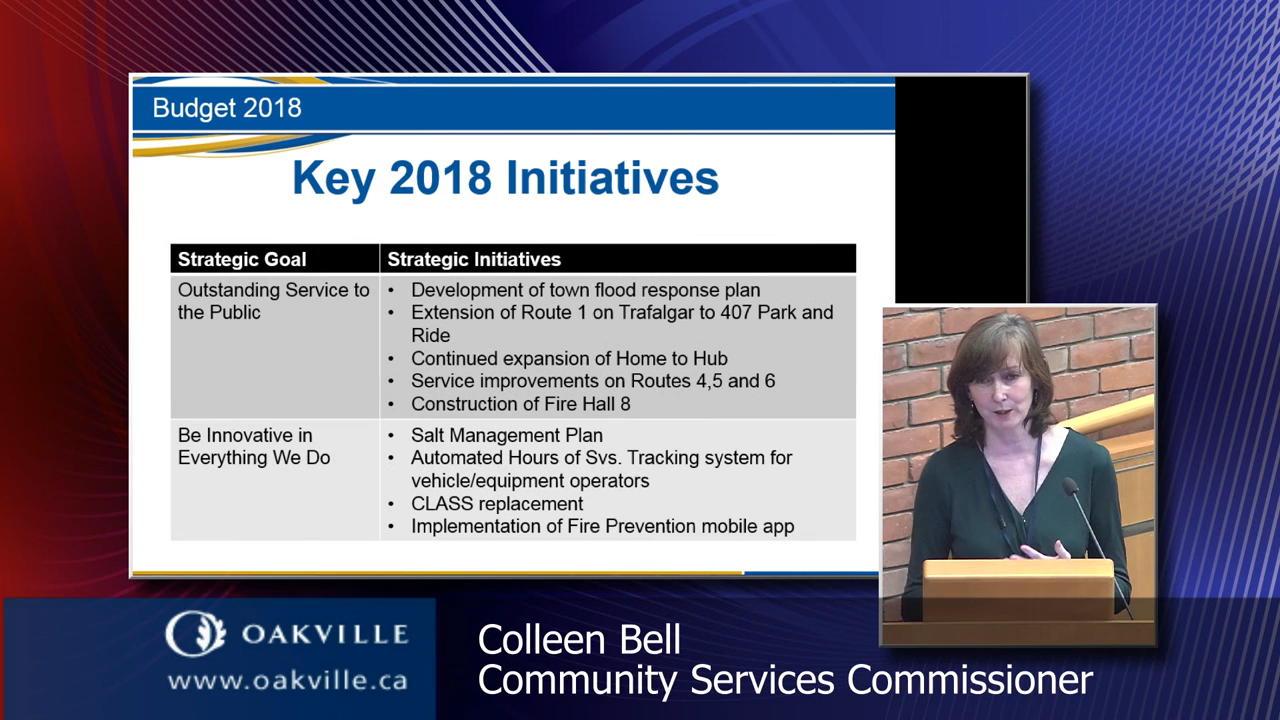 Budget 2018
Key 2018 Initiatives
Strategic Goal
Strategic Initiatives
Outstanding Service to
the Public
• Development of town flood response plan
• Extension of Route 1 on Trafalgar to 407 Park and
Ride
• Continued expansion of Home to Hub
• Service improvements on Routes 4,5 and 6
• Construction of Fire Hall 8
Be Innovative in
Everything We Do
• Salt Management Plan
• Automated Hours of Svs. Tracking system for
vehicle/equipment operators
• CLASS replacement
• Implementation of Fire Prevention mobile app
OAKVILLE
www.oakville.ca
Colleen Bell
Community Services Commissioner